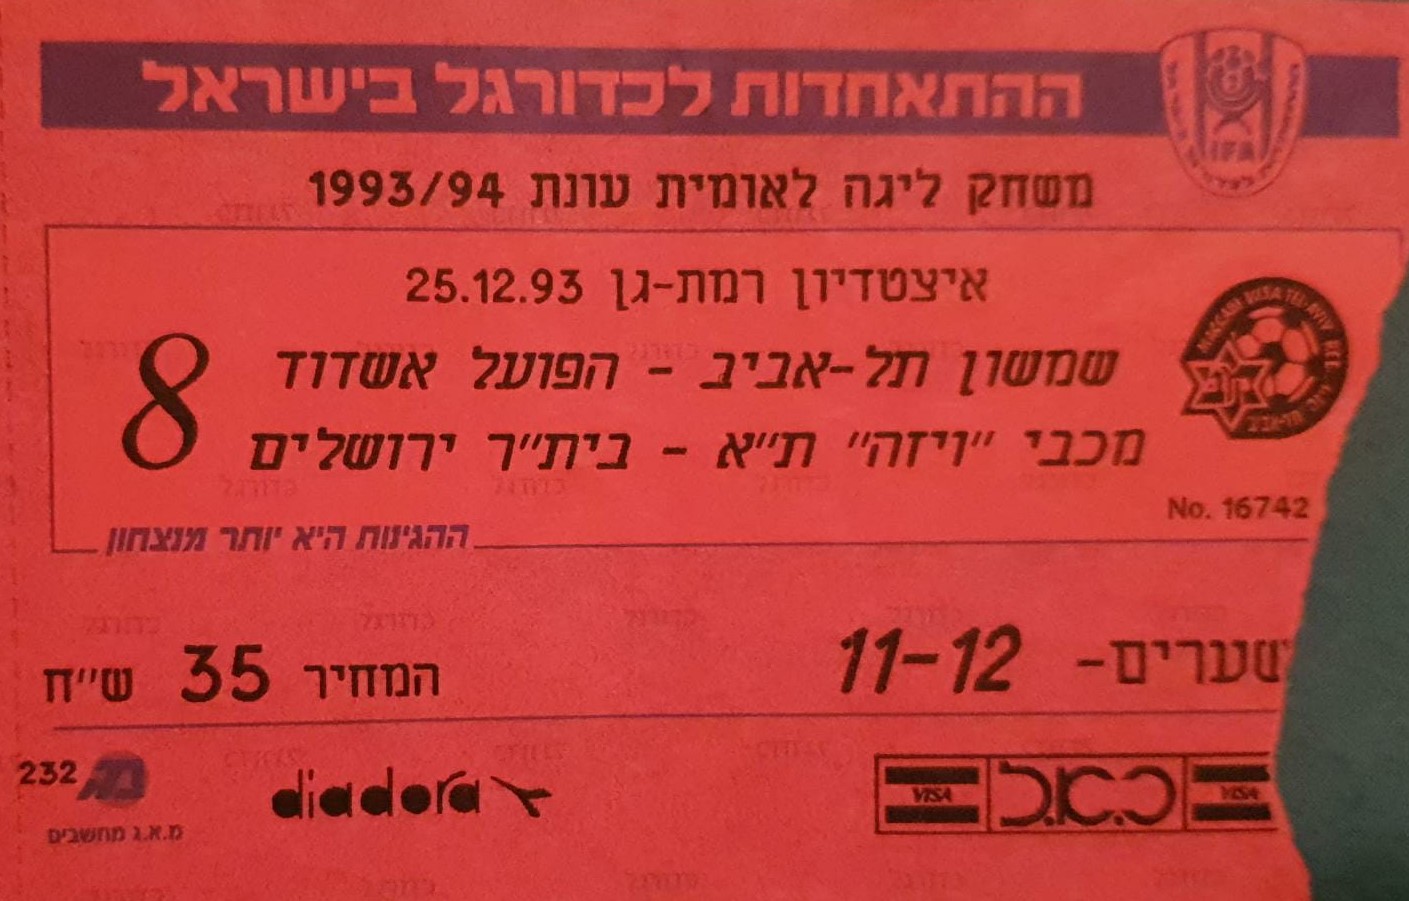 ההתאחדות לכדורגל בישראל
IFA
משחק ליגה לאומית עונת 1993/94
איצטדיון רמת-גן 25.12.93
שמשון תל-אביב - הפועל אשדוד
8
מכבי "ויזה" ת"א - בית"ר ירושלים
No. 16742
ההגינות היא יותר מנצחון
שערים- 11-12
המחיר 35 ש"ח
VISA כ.א.ל VISA
diadora
232
מ.א.ג מחשבים